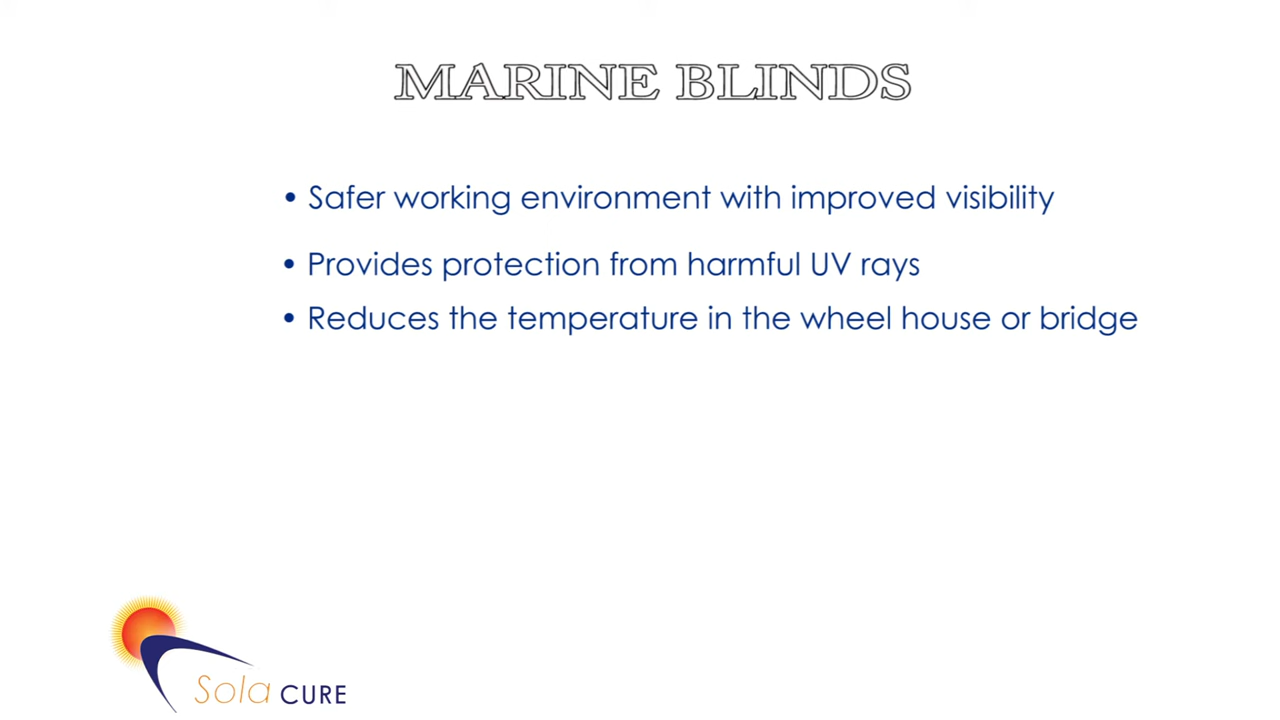 MARINE BLINDS
• Safer working environment with improved visibility
• Provides protection from harmful UV rays
• Reduces the temperature in the wheel house or bridge
Sola CURE